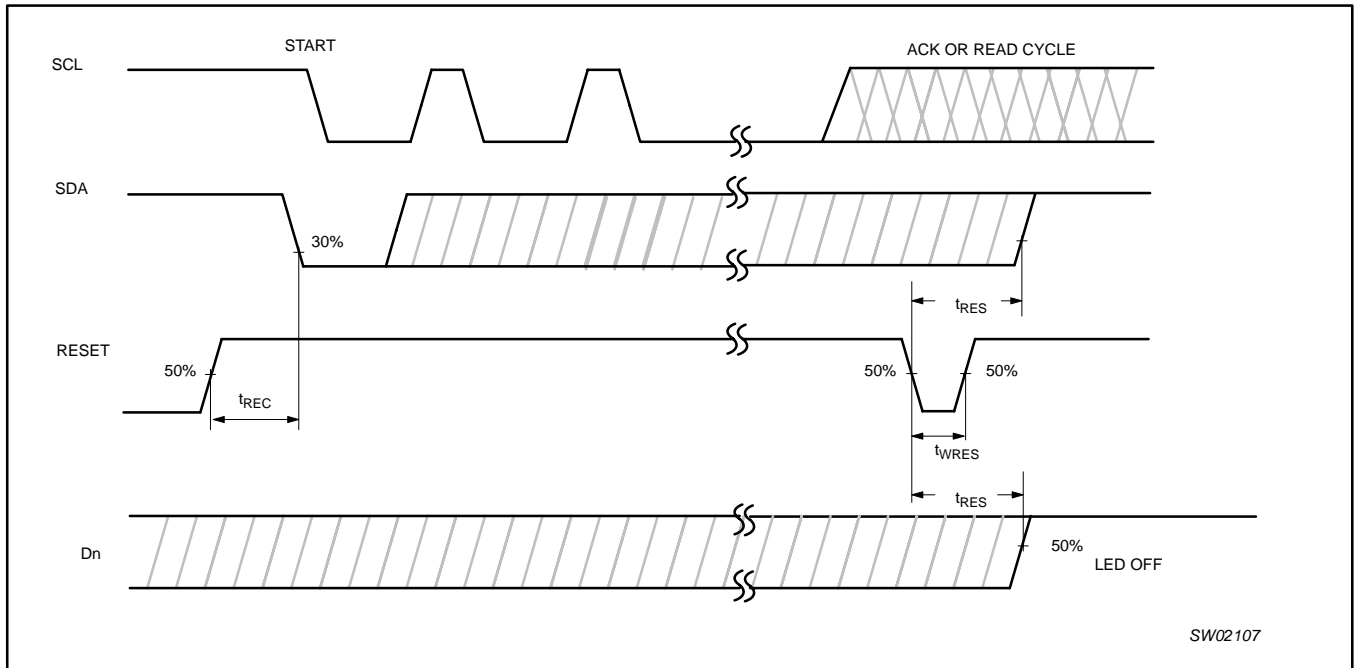 START
ACK OR READ CYCLE
SCL
SDA
30%
tRES
RESET
50%
50%
50%
tREC
tWRES
tRES
Dn
50%
LED OFF
SW02107